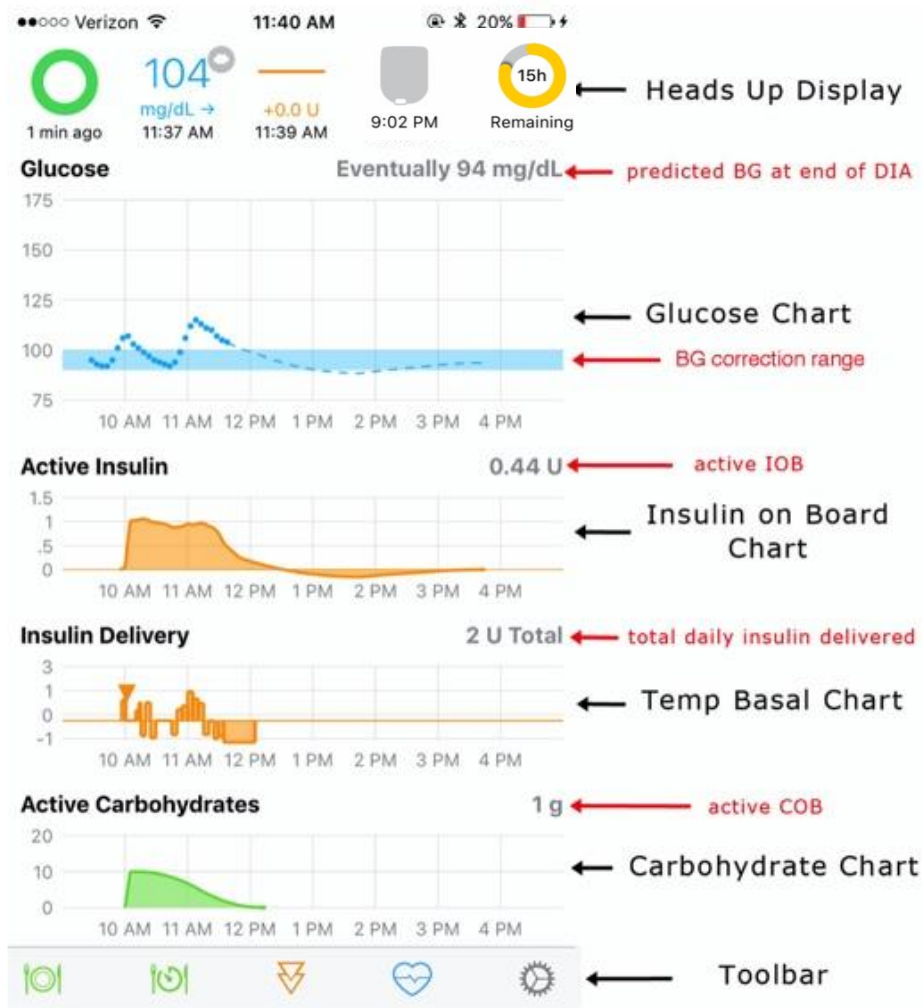 Verizon 11:40 AM 20%
104 15h
mg/dL → +0.0 U
1 min ago 11:37 AM 11:39 AM 9:02 PM Remaining
Heads Up Display
Glucose Eventually 94 mg/dL predicted BG at end of DIA
175
150
125
Glucose Chart
100
BG correction range
75
10 AM 11 AM 12 PM 1 PM 2 PM 3 PM 4 PM
Active Insulin 0.44 U active IOB
1.5
1
.5
0
Insulin on Board
Chart
10 AM 11 AM 12 PM 1 PM 2 PM 3 PM 4 PM
Insulin Delivery 2 U Total total daily insulin delivered
3
1
0
-1
Temp Basal Chart
10 AM 11 AM 12 PM 1 PM 2 PM 3 PM 4 PM
Active Carbohydrates 1 g active COB
20
10
0
Carbohydrate Chart
10 AM 11 AM 12 PM 1 PM 2 PM 3 PM 4 PM
Toolbar